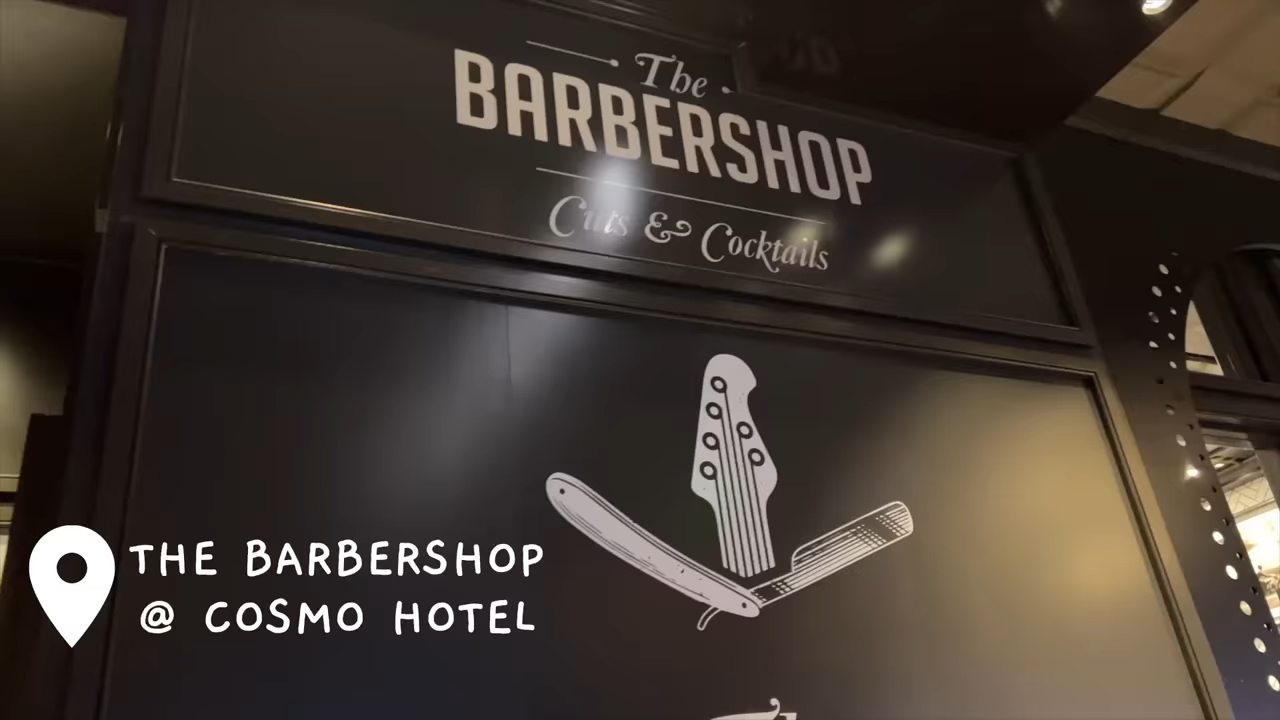 The
BARBERSHOP
Cuts & Cocktails
THE BARBERSHOP
@ COSMO HOTEL